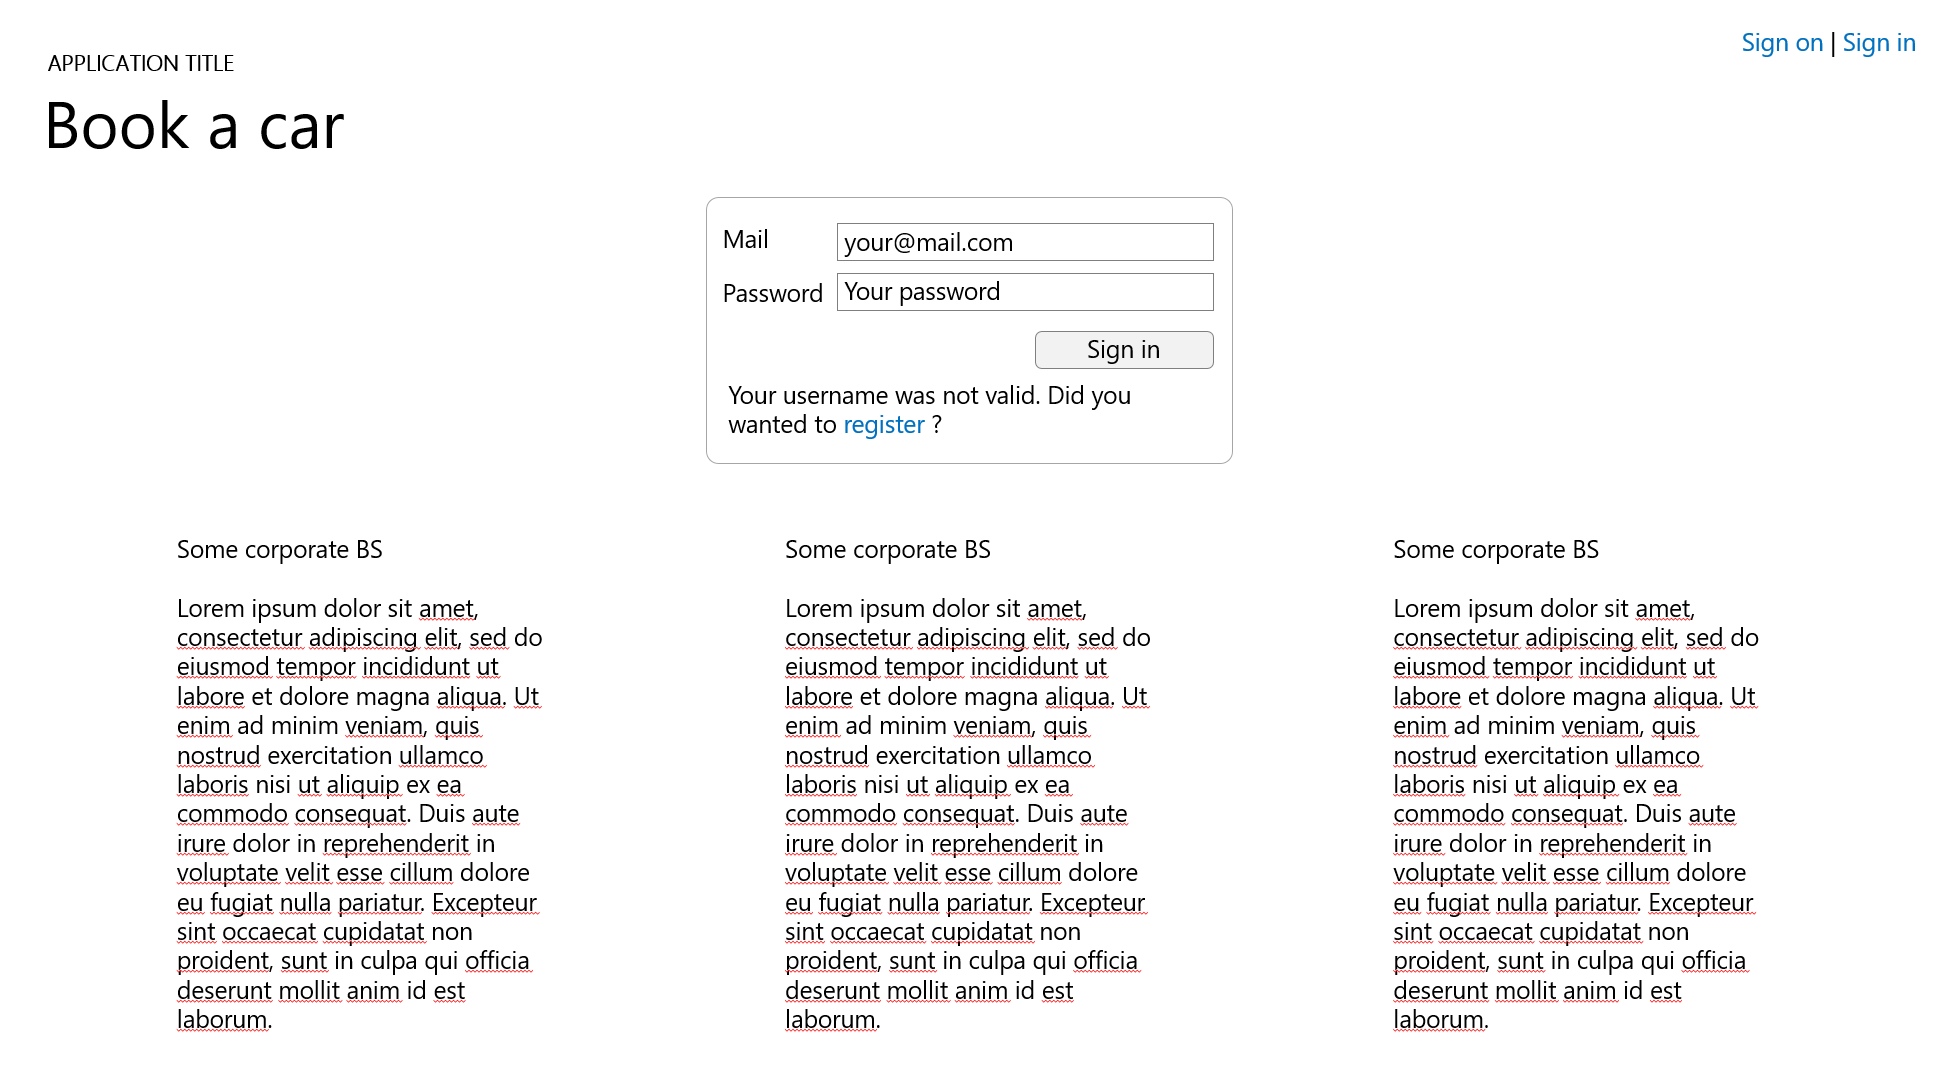 Sign on | Sign in
APPLICATION TITLE
Book a car
Mail
your@mail.com
Password
Your password
Sign in
Your username was not valid. Did you
wanted to register ?
Some corporate BS
Lorem ipsum dolor sit amet,
consectetur adipiscing elit, sed do
eiusmod tempor incididunt ut
labore et dolore magna aliqua. Ut
enim ad minim veniam, quis
nostrud exercitation ullamco
laboris nisi ut aliquip ex ea
commodo consequat. Duis aute
irure dolor in reprehenderit in
voluptate velit esse cillum dolore
eu fugiat nulla pariatur. Excepteur
sint occaecat cupidatat non
proident, sunt in culpa qui officia
deserunt mollit anim id est
laborum.
Some corporate BS
Lorem ipsum dolor sit amet,
consectetur adipiscing elit, sed do
eiusmod tempor incididunt ut
labore et dolore magna aliqua. Ut
enim ad minim veniam, quis
nostrud exercitation ullamco
laboris nisi ut aliquip ex ea
commodo consequat. Duis aute
irure dolor in reprehenderit in
voluptate velit esse cillum dolore
eu fugiat nulla pariatur. Excepteur
sint occaecat cupidatat non
proident, sunt in culpa qui officia
deserunt mollit anim id est
laborum.
Some corporate BS
Lorem ipsum dolor sit amet,
consectetur adipiscing elit, sed do
eiusmod tempor incididunt ut
labore et dolore magna aliqua. Ut
enim ad minim veniam, quis
nostrud exercitation ullamco
laboris nisi ut aliquip ex ea
commodo consequat. Duis aute
irure dolor in reprehenderit in
voluptate velit esse cillum dolore
eu fugiat nulla pariatur. Excepteur
sint occaecat cupidatat non
proident, sunt in culpa qui officia
deserunt mollit anim id est
laborum.